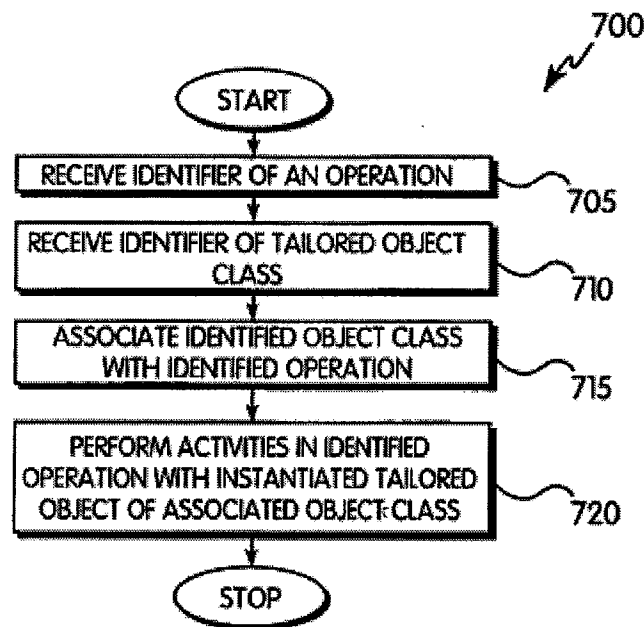 700
START
RECEIVE IDENTIFIER OF AN OPERATION
705
RECEIVE IDENTIFIER OF TAILORED OBJECT
CLASS
710
ASSOCIATE IDENTIFIED OBJECT CLASS
WITH IDENTIFIED OPERATION
715
PERFORM ACTIVITIES IN IDENTIFIED
OPERATION WITH INSTANTIATED TAILORED
OBJECT OF ASSOCIATED OBJECT CLASS
720
STOP